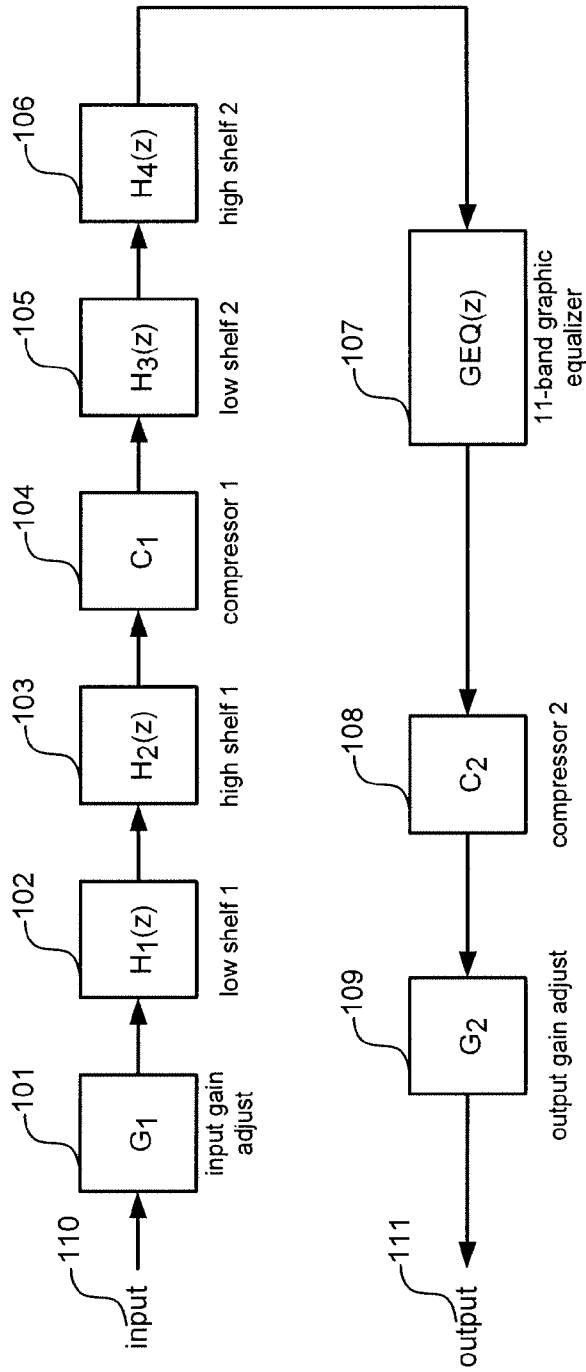 110
input
101
G1
input gain
adjust
102
H1(z)
low shelf 1
103
H2(z)
high shelf 1
104
C1
compressor 1
105
H3(z)
low shelf 2
106
H4(z)
high shelf 2
107
GEQ(z)
11-band graphic
equalizer
108
C2
compressor 2
109
G2
output gain adjust
111
output